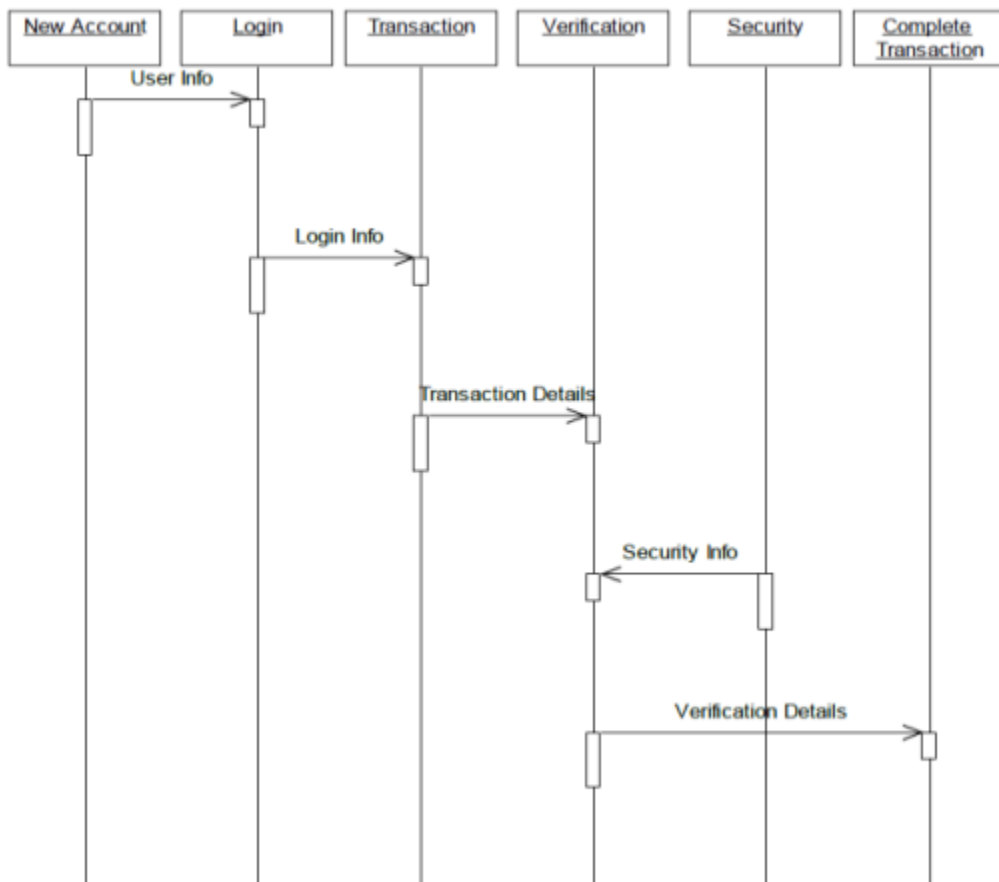 New Account
Login
Transaction
Verification
Security
Complete
Transaction
User Info
Login Info
Transaction Details
Security Info
Verification Details